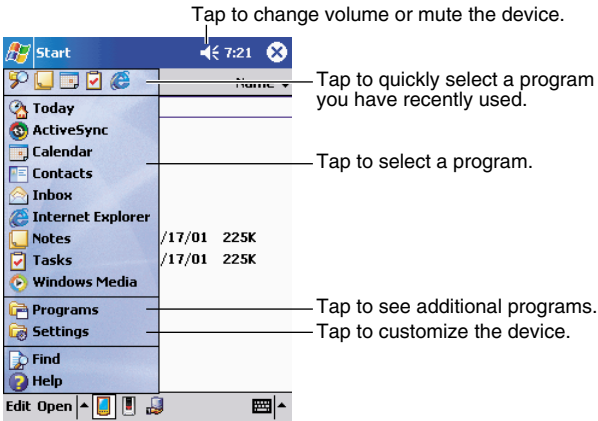 Tap to change volume or mute the device.
Start 7:21
Name
Tap to quickly select a program
you have recently used.
Today
ActiveSync
Calendar
Tap to select a program.
Contacts
Inbox
Internet Explorer
Notes /17/01 225K
Tasks /17/01 225K
Windows Media
Programs
Tap to see additional programs.
Settings
Tap to customize the device.
Find
Help
Edit Open